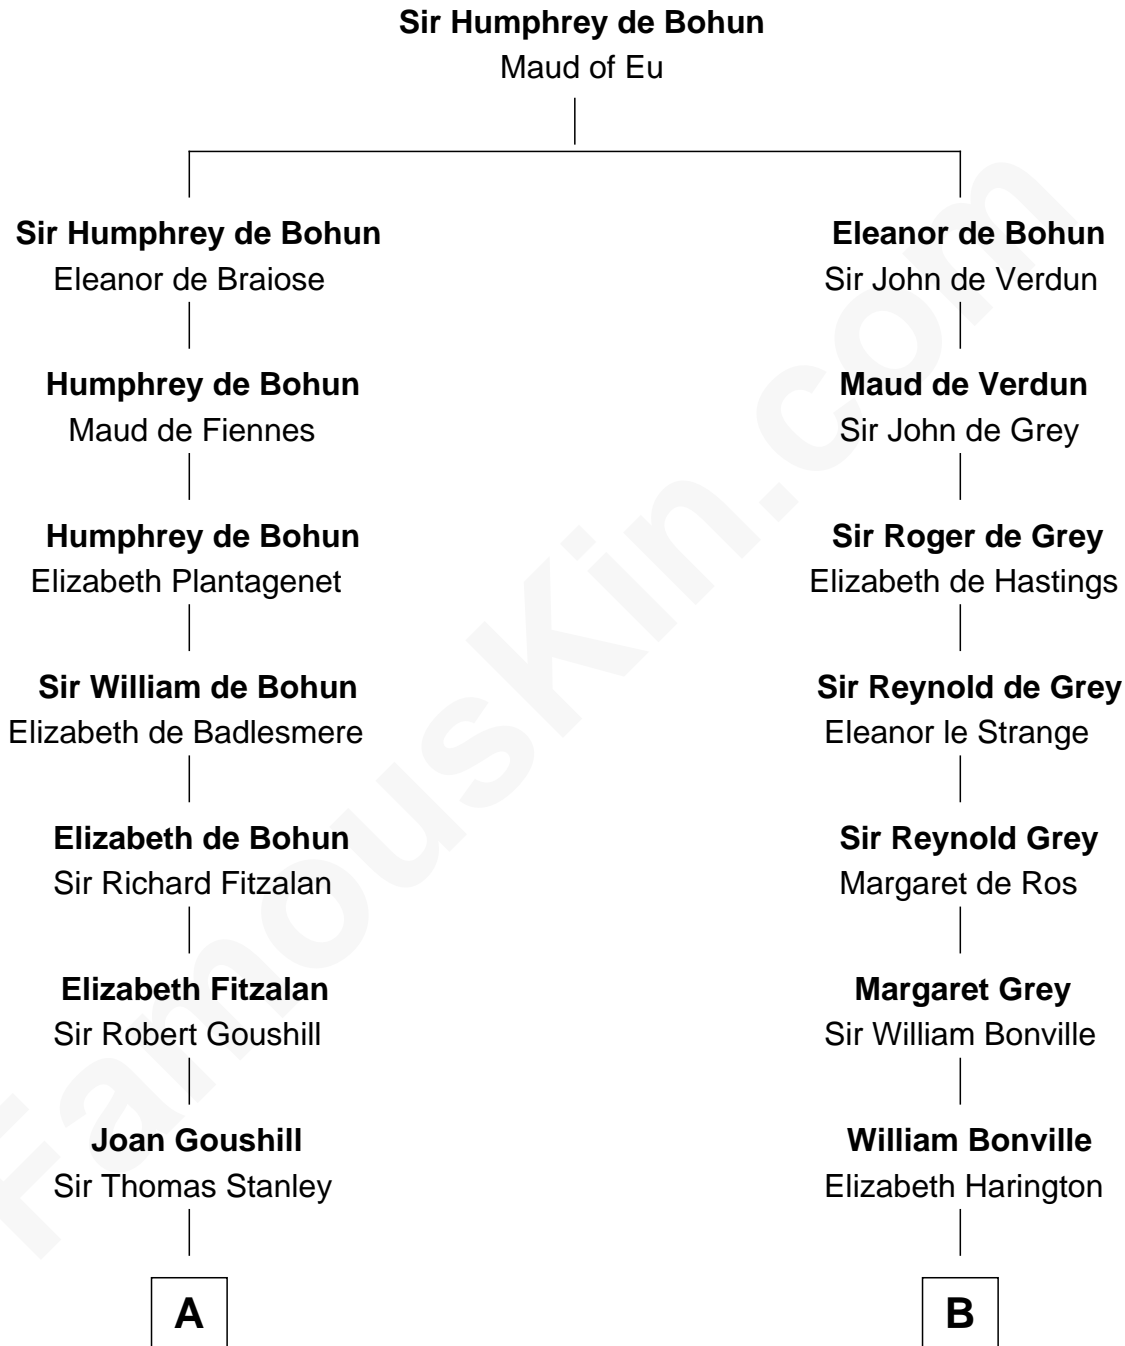 Sir Humphrey de Bohun
Maud of Eu
Sir Humphrey de Bohun
Eleanor de Braiose
Humphrey de Bohun
Maud de Fiennes
Humphrey de Bohun
Elizabeth Plantagenet
Sir William de Bohun
Elizabeth de Badlesmere
Elizabeth de Bohun
Sir Richard Fitzalan
Elizabeth Fitzalan
Sir Robert Goushill
Joan Goushill
Sir Thomas Stanley
A
Eleanor de Bohun
Sir John de Verdun
Maud de Verdun
Sir John de Grey
Sir Roger de Grey
Elizabeth de Hastings
Sir Reynold de Grey
Eleanor le Strange
Sir Reynold Grey
Margaret de Ros
Margaret Grey
Sir William Bonville
William Bonville
Elizabeth Harington
B
FamousKin.com